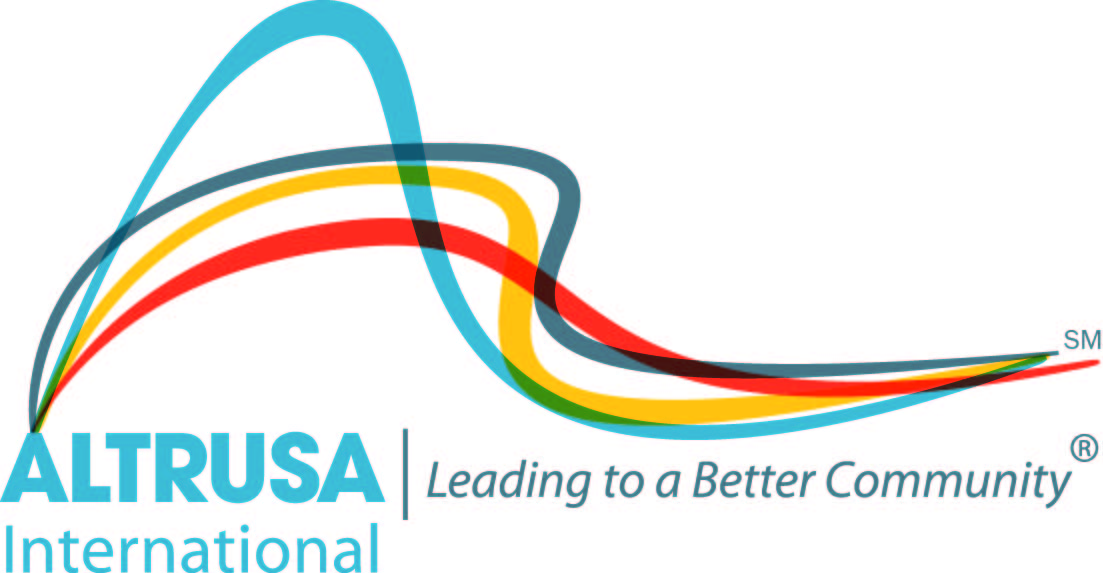 SM
ALTRUSA | Leading to a Better Community®
International